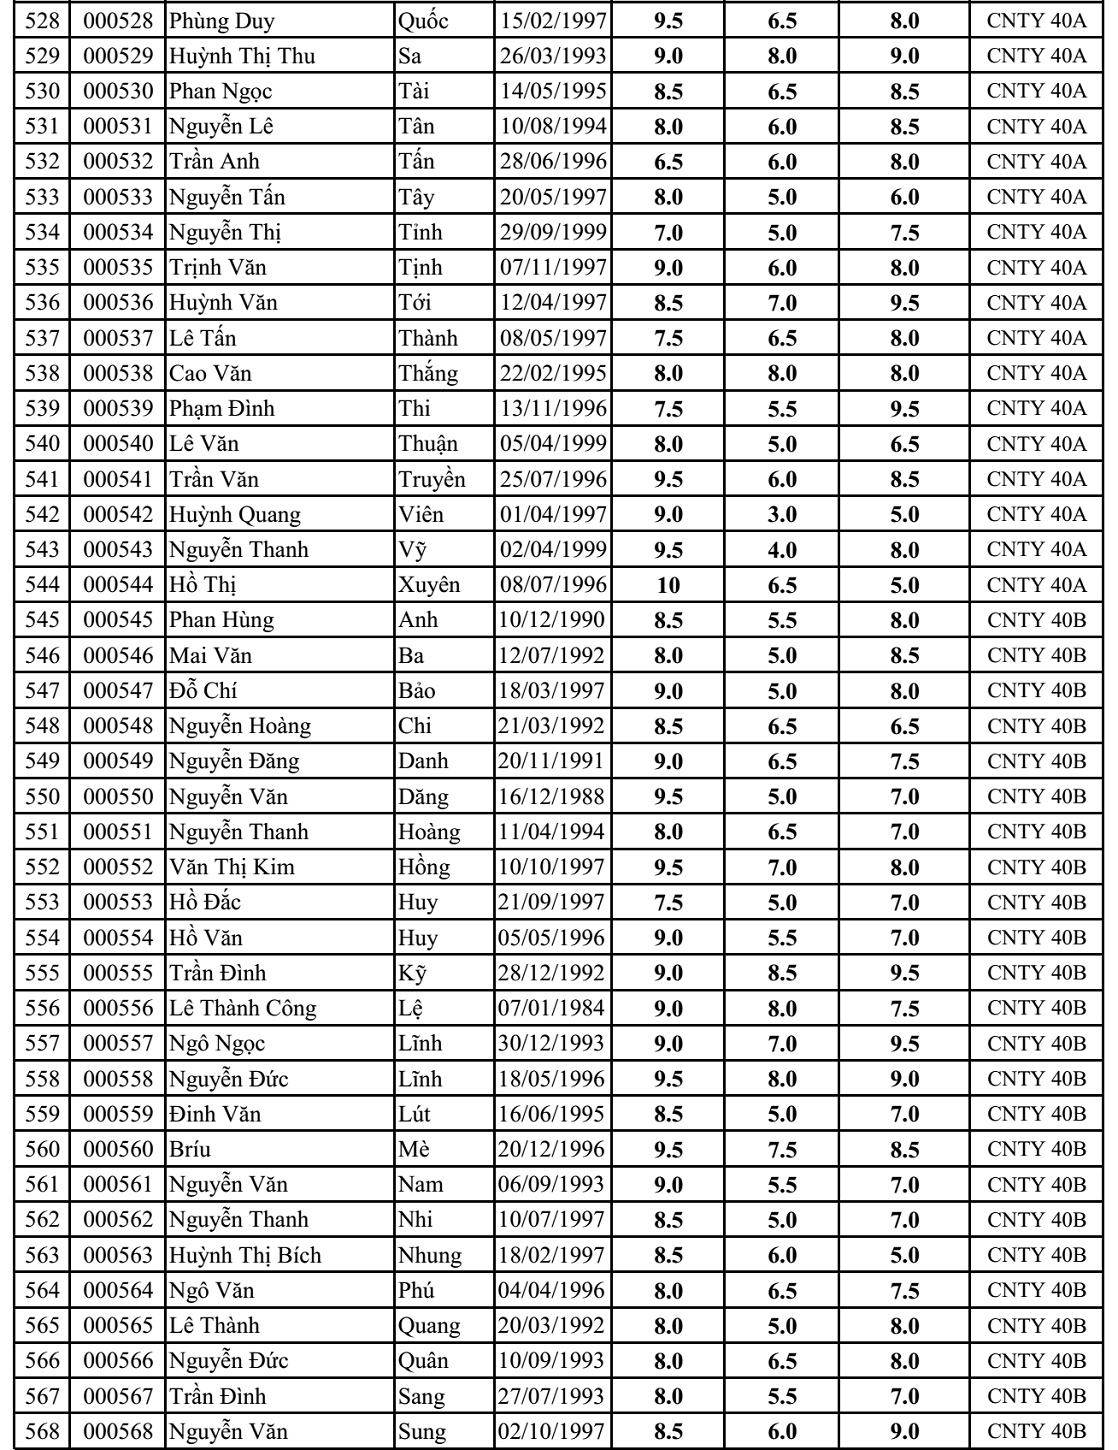 528 000528 Phùng Duy Quốc 15/02/1997 9.5 6.5 8.0 CNTY 40A
529 000529 Huỳnh Thị Thu Sa 26/03/1993 9.0 8.0 9.0 CNTY 40A
530 000530 Phan Ngọc Tài 14/05/1995 8.5 6.5 8.5 CNTY 40A
531 000531 Nguyễn Lê Tân 10/08/1994 8.0 6.0 8.5 CNTY 40A
532 000532 Trần Anh Tấn 28/06/1996 6.5 6.0 8.0 CNTY 40A
533 000533 Nguyễn Tấn Tây 20/05/1997 8.0 5.0 6.0 CNTY 40A
534 000534 Nguyễn Thị Tỉnh 29/09/1999 7.0 5.0 7.5 CNTY 40A
535 000535 Trịnh Văn Tịnh 07/11/1997 9.0 6.0 8.0 CNTY 40A
536 000536 Huỳnh Văn Tới 12/04/1997 8.5 7.0 9.5 CNTY 40A
537 000537 Lê Tấn Thành 08/05/1997 7.5 6.5 8.0 CNTY 40A
538 000538 Cao Văn Thắng 22/02/1995 8.0 8.0 8.0 CNTY 40A
539 000539 Phạm Đình Thi 13/11/1996 7.5 5.5 9.5 CNTY 40A
540 000540 Lê Văn Thuận 05/04/1999 8.0 5.0 6.5 CNTY 40A
541 000541 Trần Văn Truyền 25/07/1996 9.5 6.0 8.5 CNTY 40A
542 000542 Huỳnh Quang Viên 01/04/1997 9.0 3.0 5.0 CNTY 40A
543 000543 Nguyễn Thanh Vỹ 02/04/1999 9.5 4.0 8.0 CNTY 40A
544 000544 Hồ Thị Xuyên 08/07/1996 10 6.5 5.0 CNTY 40A
545 000545 Phan Hùng Anh 10/12/1990 8.5 5.5 8.0 CNTY 40B
546 000546 Mai Văn Ba 12/07/1992 8.0 5.0 8.5 CNTY 40B
547 000547 Đỗ Chí Bảo 18/03/1997 9.0 5.0 8.0 CNTY 40B
548 000548 Nguyễn Hoàng Chi 21/03/1992 8.5 6.5 6.5 CNTY 40B
549 000549 Nguyễn Đăng Danh 20/11/1991 9.0 6.5 7.5 CNTY 40B
550 000550 Nguyễn Văn Dăng 16/12/1988 9.5 5.0 7.0 CNTY 40B
551 000551 Nguyễn Thanh Hoàng 11/04/1994 8.0 6.5 7.0 CNTY 40B
552 000552 Văn Thị Kim Hồng 10/10/1997 9.5 7.0 8.0 CNTY 40B
553 000553 Hồ Đắc Huy 21/09/1997 7.5 5.0 7.0 CNTY 40B
554 000554 Hồ Văn Huy 05/05/1996 9.0 5.5 7.0 CNTY 40B
555 000555 Trần Đình Kỹ 28/12/1992 9.0 8.5 9.5 CNTY 40B
556 000556 Lê Thành Công Lệ 07/01/1984 9.0 8.0 7.5 CNTY 40B
557 000557 Ngô Ngọc Lĩnh 30/12/1993 9.0 7.0 9.5 CNTY 40B
558 000558 Nguyễn Đức Lĩnh 18/05/1996 9.5 8.0 9.0 CNTY 40B
559 000559 Đinh Văn Lút 16/06/1995 8.5 5.0 7.0 CNTY 40B
560 000560 Bríu Mè 20/12/1996 9.5 7.5 8.5 CNTY 40B
561 000561 Nguyễn Văn Nam 06/09/1993 9.0 5.5 7.0 CNTY 40B
562 000562 Nguyễn Thanh Nhi 10/07/1997 8.5 5.0 7.0 CNTY 40B
563 000563 Huỳnh Thị Bích Nhung 18/02/1997 8.5 6.0 5.0 CNTY 40B
564 000564 Ngô Văn Phú 04/04/1996 8.0 6.5 7.5 CNTY 40B
565 000565 Lê Thành Quang 20/03/1992 8.0 5.0 8.0 CNTY 40B
566 000566 Nguyễn Đức Quân 10/09/1993 8.0 6.5 8.0 CNTY 40B
567 000567 Trần Đình Sang 27/07/1993 8.0 5.5 7.0 CNTY 40B
568 000568 Nguyễn Văn Sung 02/10/1997 8.5 6.0 9.0 CNTY 40B